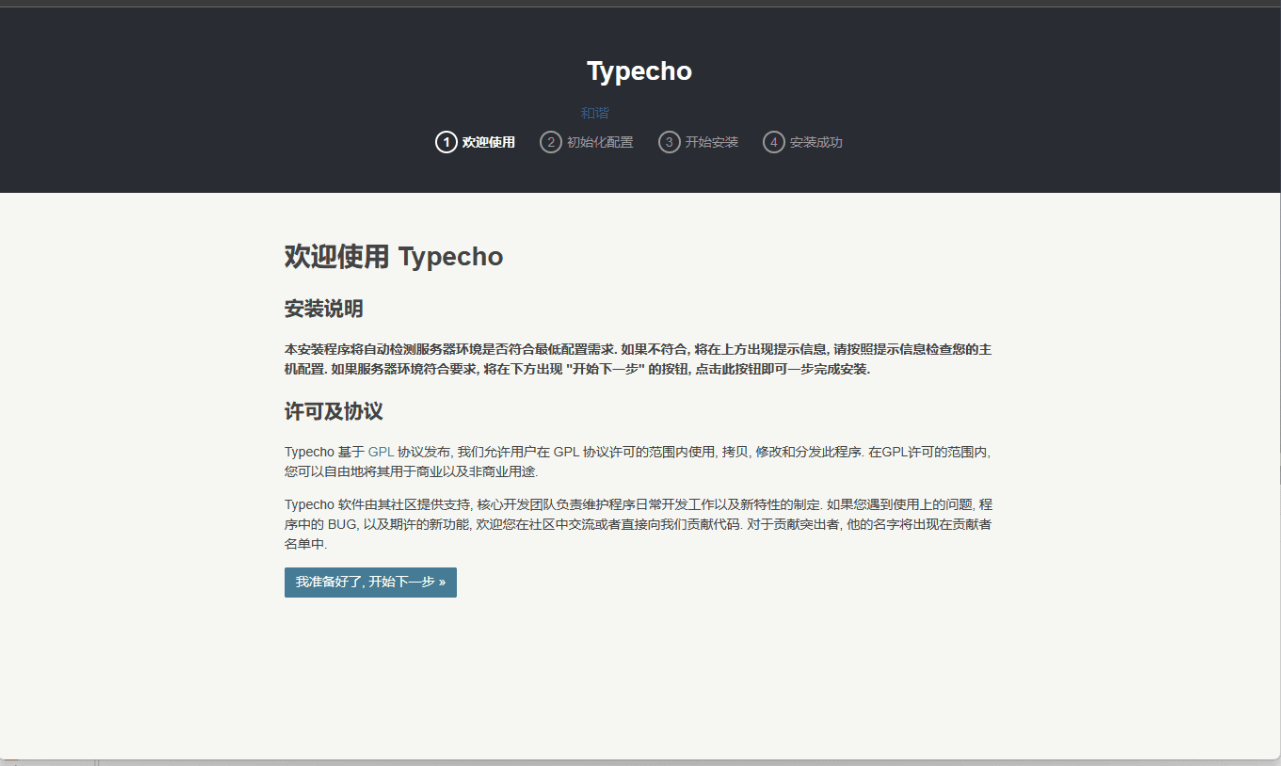 Typecho
和谐
1 欢迎使用 2 初始化配置 3 开始安装 4 安装成功
欢迎使用 Typecho
安装说明
本安装程序将自动检测服务器环境是否符合最低配置需求. 如果不符合, 将在上方出现提示信息, 请按照提示信息检查您的主
机配置. 如果服务器环境符合要求, 将在下方出现 "开始下一步" 的按钮, 点击此按钮即可一步完成安装.
许可及协议
Typecho 基于 GPL 协议发布, 我们允许用户在 GPL 协议许可的范围内使用, 拷贝, 修改和分发此程序. 在GPL许可的范围内,
您可以自由地将其用于商业以及非商业用途.
Typecho 软件由其社区提供支持, 核心开发团队负责维护程序日常开发工作以及新特性的制定. 如果您遇到使用上的问题, 程
序中的 BUG, 以及期许的新功能, 欢迎您在社区中交流或者直接向我们贡献代码. 对于贡献突出者, 他的名字将出现在贡献者
名单中.
我准备好了, 开始下一步 »